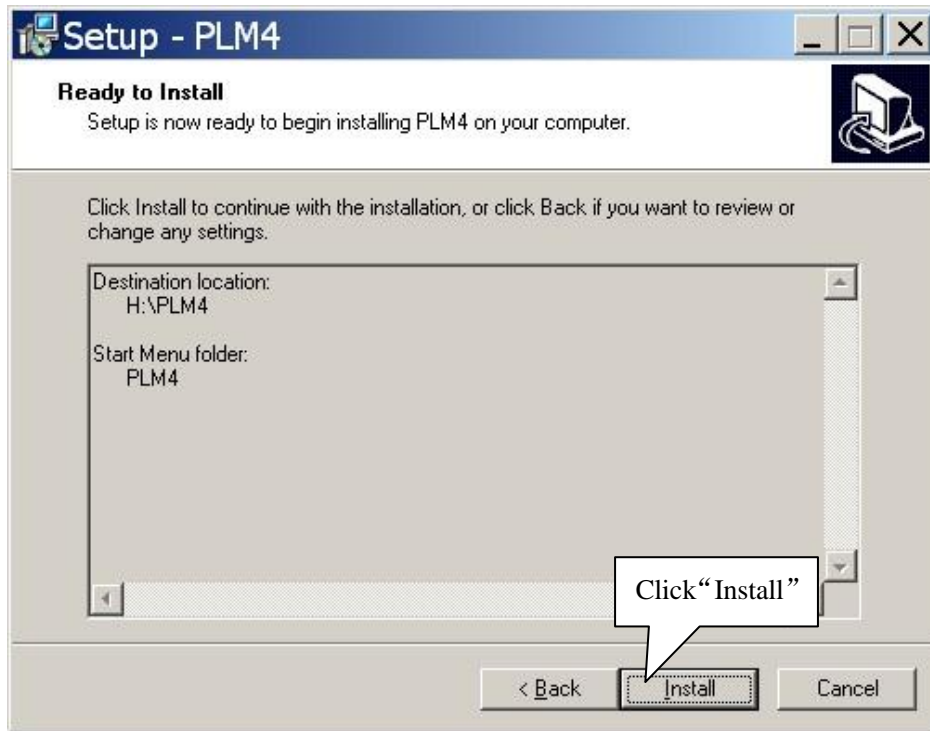 Setup - PLM4
Ready to Install
Setup is now ready to begin installing PLM4 on your computer.
Click Install to continue with the installation, or click Back if you want to review or
change any settings.
Destination location:
H:\PLM4
Start Menu folder:
PLM4
Click“Install”
< Back
Install
Cancel